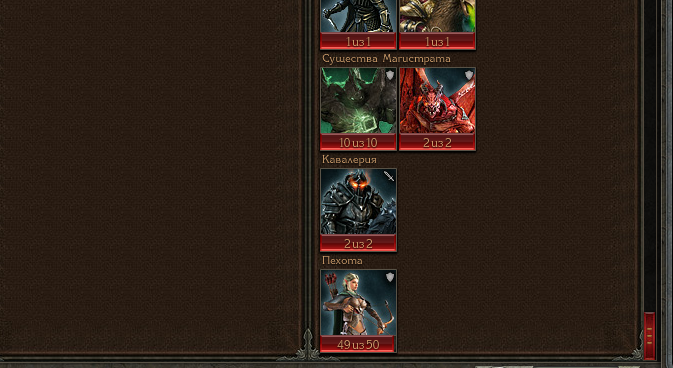 1 из 1 1 из 1
Существа Магистрата
10 из 10 2 из 2
Кавалерия
2 из 2
Пехота
49 из 50